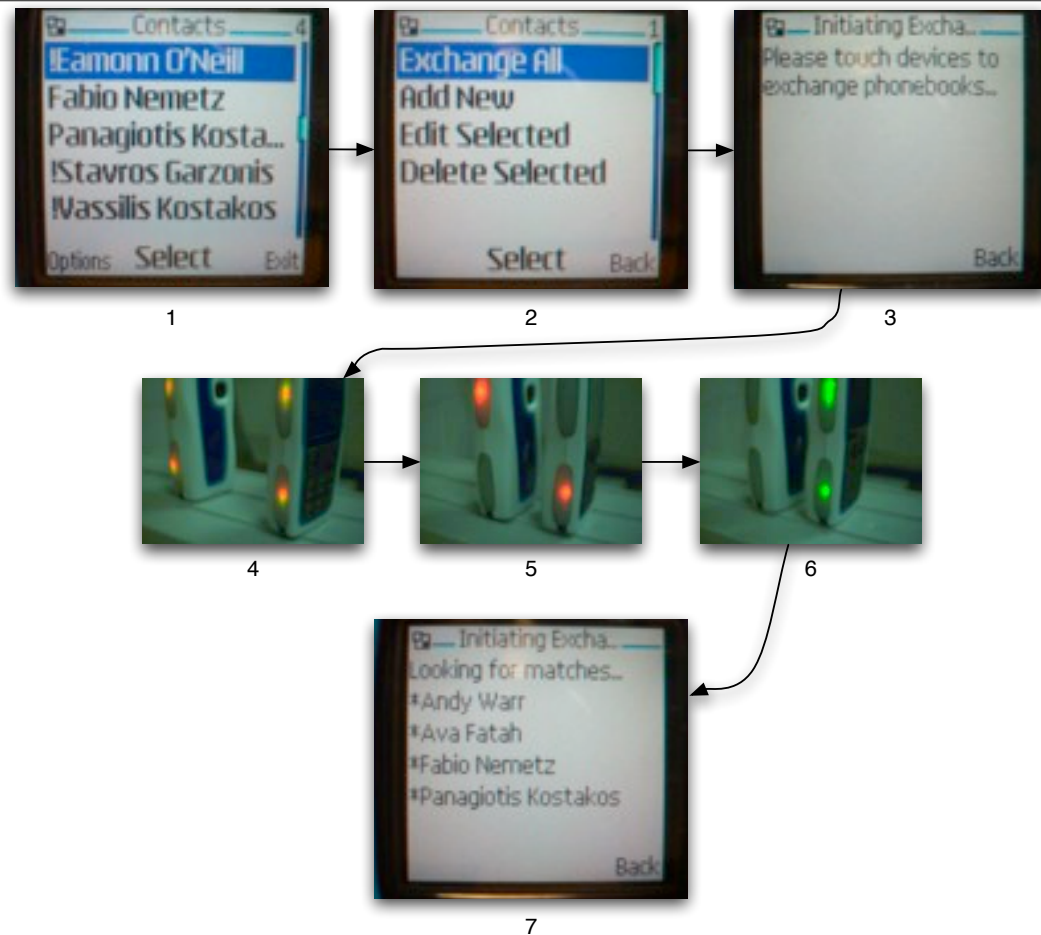 Contacts 4
!Eamonn O'Neill
Fabio Nemetz
Panagiotis Kosta...
!Stavros Garzonis
!Vassilis Kostakos
Options Select Exit
1
Contacts 1
Exchange All
Add New
Edit Selected
Delete Selected
Select Back
2
Initiating Excha...
Please touch devices to
exchange phonebooks...
Back
3
4
5
6
Initiating Excha...
Looking for matches...
*Andy Warr
*Ava Fatah
*Fabio Nemetz
*Panagiotis Kostakos
Back
7